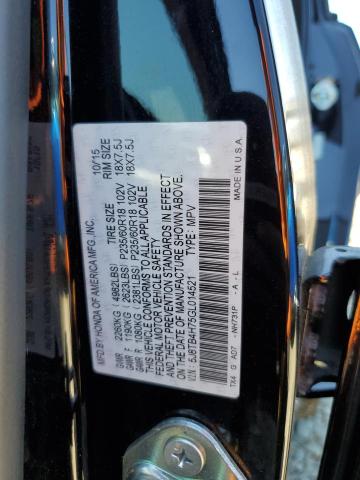 MFD. BY HONDA OF AMERICA MFG., INC. 10/15
TIRE SIZE RIM SIZE
GVWR 2260KG (4982LBS)
GAWR F 1190KG (2623LBS) P235/60R18 102V 18X7.5J
GAWR R 1080KG (2381LBS) P235/60R18 102V 18X7.5J
THIS VEHICLE CONFORMS TO ALL APPLICABLE
FEDERAL MOTOR VEHICLE SAFETY
AND THEFT PREVENTION STANDARDS IN EFFECT
ON THE DATE OF MANUFACTURE SHOWN ABOVE.
V.I.N: 5J8TB4H75GL014521 TYPE: MPV
TX4 G A07 -NH731P - A - L
MADE IN U.S.A.